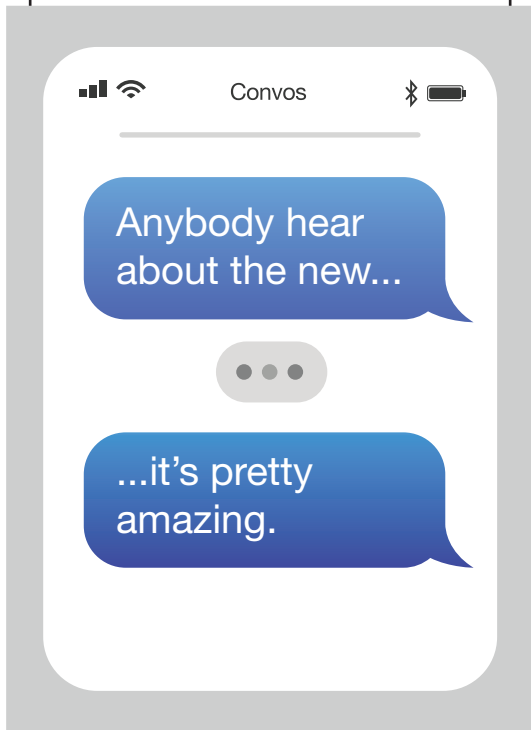 Convos
Anybody hear
about the new...
...it’s pretty
amazing.